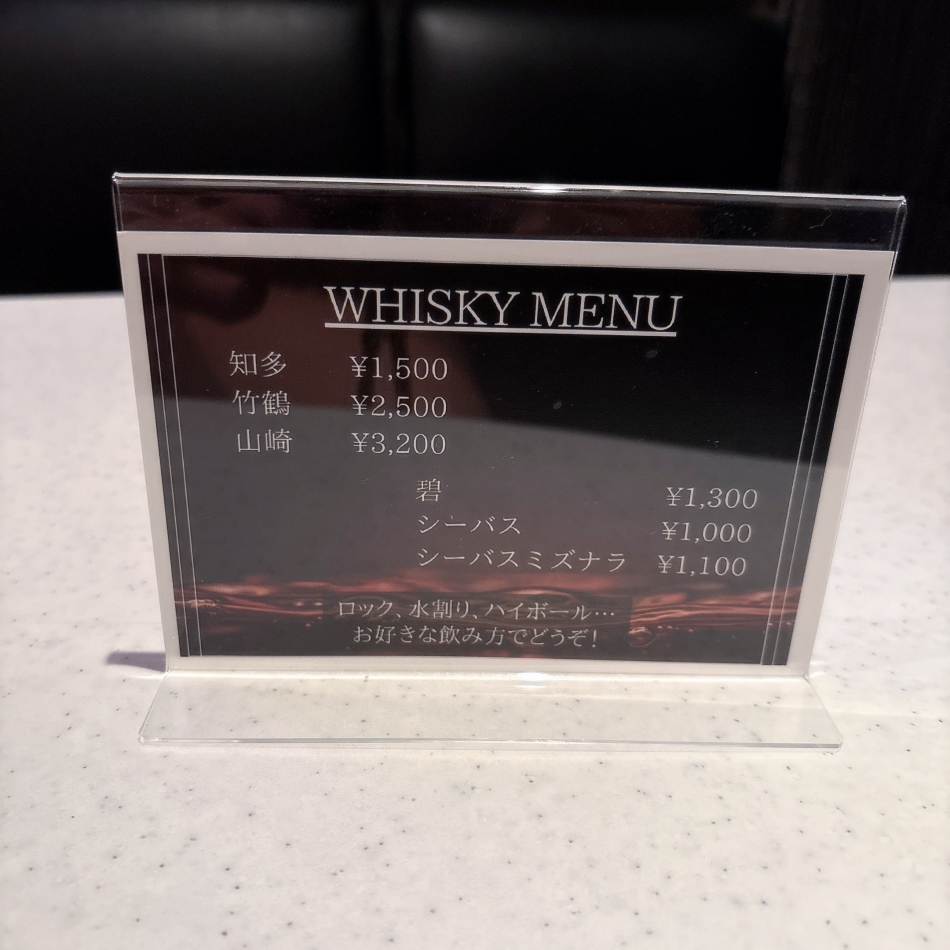 WHISKY MENU
知多 ¥1,500
竹鶴 ¥2,500
山崎 ¥3,200
碧 ¥1,300
シーバス ¥1,000
シーバスミズナラ ¥1,100
ロック、水割り、ハイボール…
お好きな飲み方でどうぞ!